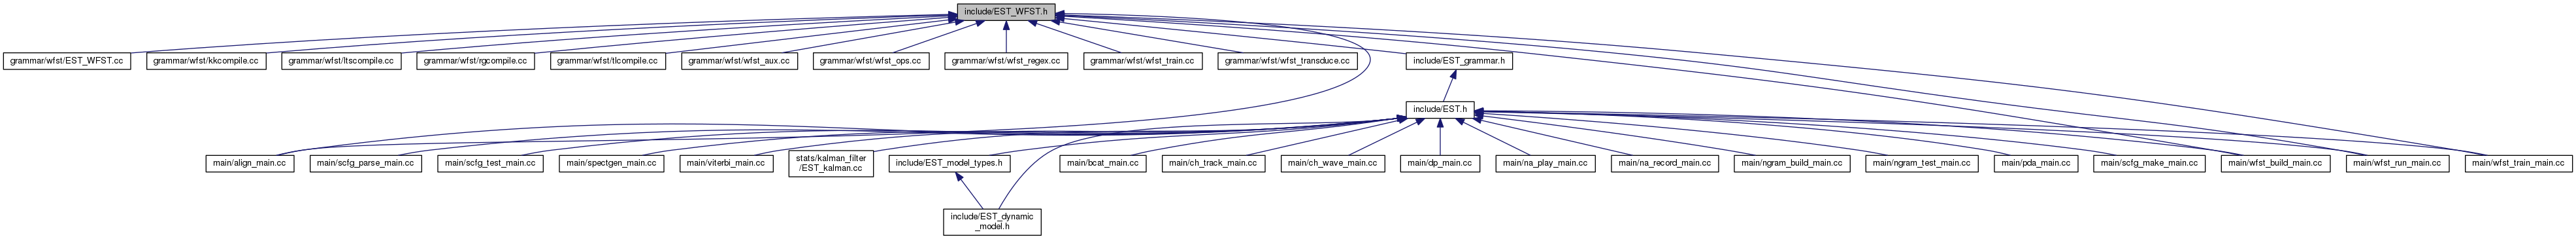 include/EST_WFST.h
grammar/wfst/EST_WFST.cc
grammar/wfst/kkcompile.cc
grammar/wfst/ltscompile.cc
grammar/wfst/rgcompile.cc
grammar/wfst/tlcompile.cc
grammar/wfst/wfst_aux.cc
grammar/wfst/wfst_ops.cc
grammar/wfst/wfst_regex.cc
grammar/wfst/wfst_train.cc
grammar/wfst/wfst_transduce.cc
include/EST_grammar.h
include/EST.h
main/align_main.cc
main/scfg_parse_main.cc
main/scfg_test_main.cc
main/spectgen_main.cc
main/viterbi_main.cc
stats/kalman_filter
/EST_kalman.cc
include/EST_model_types.h
main/bcat_main.cc
main/ch_track_main.cc
main/ch_wave_main.cc
main/dp_main.cc
main/na_play_main.cc
main/na_record_main.cc
main/ngram_build_main.cc
main/ngram_test_main.cc
main/pda_main.cc
main/scfg_make_main.cc
main/wfst_build_main.cc
main/wfst_run_main.cc
main/wfst_train_main.cc
include/EST_dynamic
_model.h